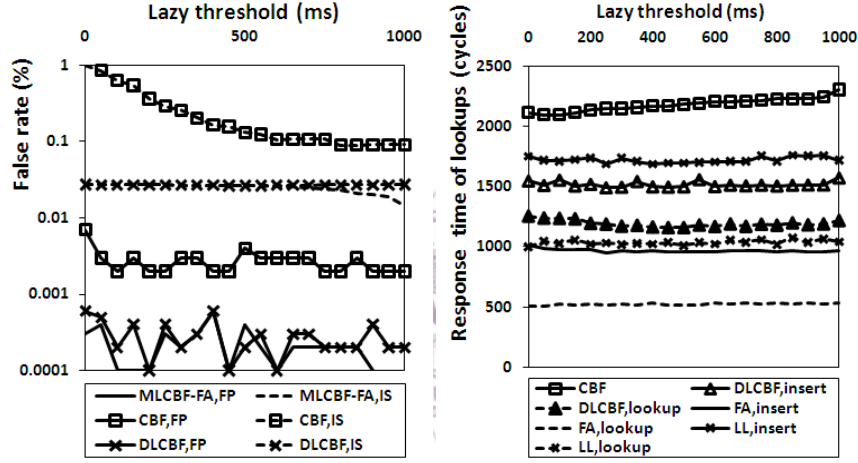 Lazy threshold (ms)
0 500 1000
False rate (%)
1
0.1
0.01
0.001
0.0001
MLCBF-FA,FP MLCBF-FA,IS
CBF,FP CBF,IS
DLCBF,FP DLCBF,IS
Lazy threshold (ms)
0 200 400 600 800 1000
Response time of lookups (cycles)
2500
2000
1500
1000
500
0
CBF DLCBF,insert
DLCBF,lookup FA,insert
FA,lookup LL,insert
LL,lookup